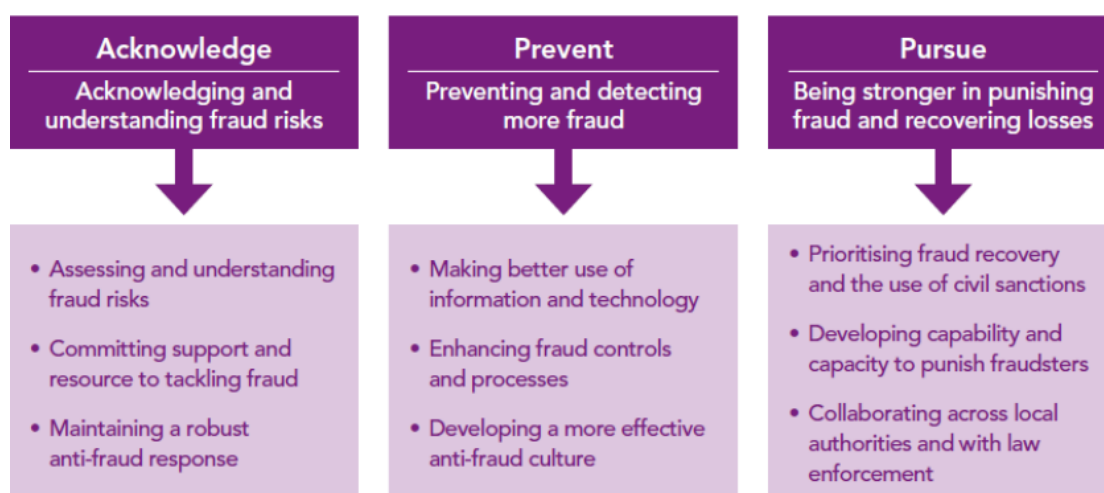 Acknowledge
Acknowledging and
understanding fraud risks
• Assessing and understanding
fraud risks
• Committing support and
resource to tackling fraud
• Maintaining a robust
anti-fraud response
Prevent
Preventing and detecting
more fraud
• Making better use of
information and technology
• Enhancing fraud controls
and processes
• Developing a more effective
anti-fraud culture
Pursue
Being stronger in punishing
fraud and recovering losses
• Prioritising fraud recovery
and the use of civil sanctions
• Developing capability and
capacity to punish fraudsters
• Collaborating across local
authorities and with law
enforcement